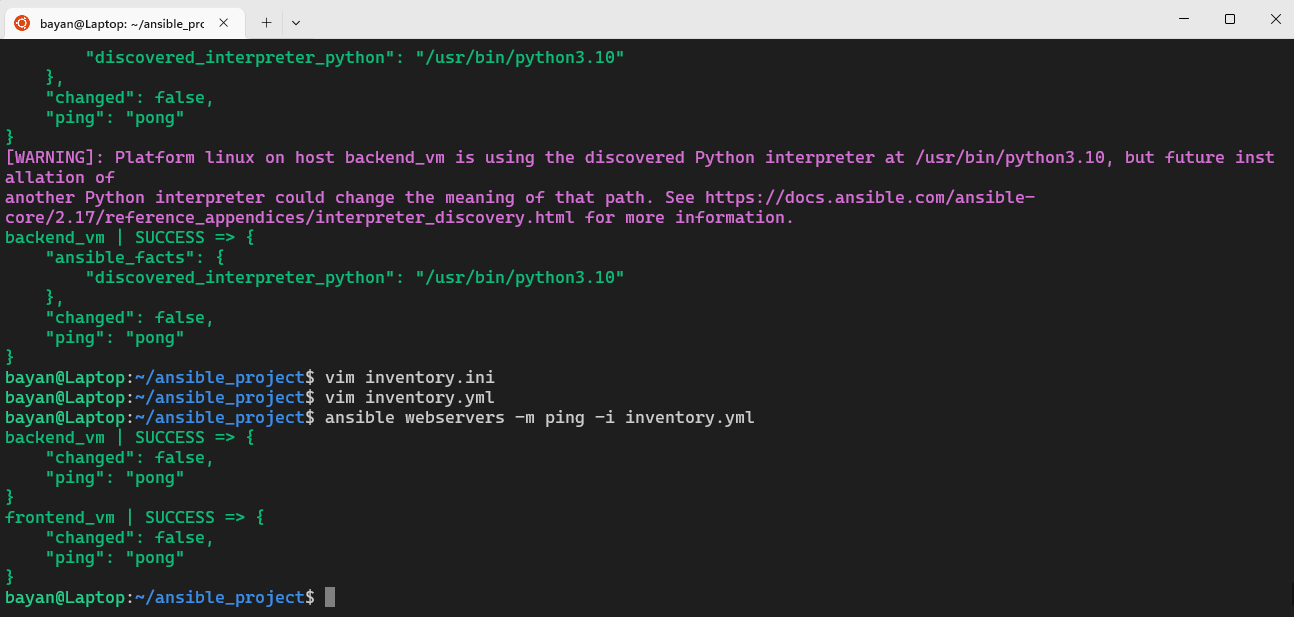 bayan@Laptop: ~/ansible_prc
        "discovered_interpreter_python": "/usr/bin/python3.10"
    },
    "changed": false,
    "ping": "pong"
}
[WARNING]: Platform linux on host backend_vm is using the discovered Python interpreter at /usr/bin/python3.10, but future inst
allation of
another Python interpreter could change the meaning of that path. See https://docs.ansible.com/ansible-
core/2.17/reference_appendices/interpreter_discovery.html for more information.
backend_vm | SUCCESS => {
    "ansible_facts": {
        "discovered_interpreter_python": "/usr/bin/python3.10"
    },
    "changed": false,
    "ping": "pong"
}
bayan@Laptop:~/ansible_project$ vim inventory.ini
bayan@Laptop:~/ansible_project$ vim inventory.yml
bayan@Laptop:~/ansible_project$ ansible webservers -m ping -i inventory.yml
backend_vm | SUCCESS => {
    "changed": false,
    "ping": "pong"
}
frontend_vm | SUCCESS => {
    "changed": false,
    "ping": "pong"
}
bayan@Laptop:~/ansible_project$